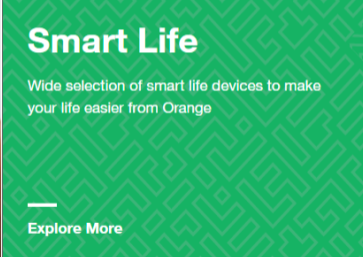 Smart Life
Wide selection of smart life devices to make
your life easier from Orange
Explore More